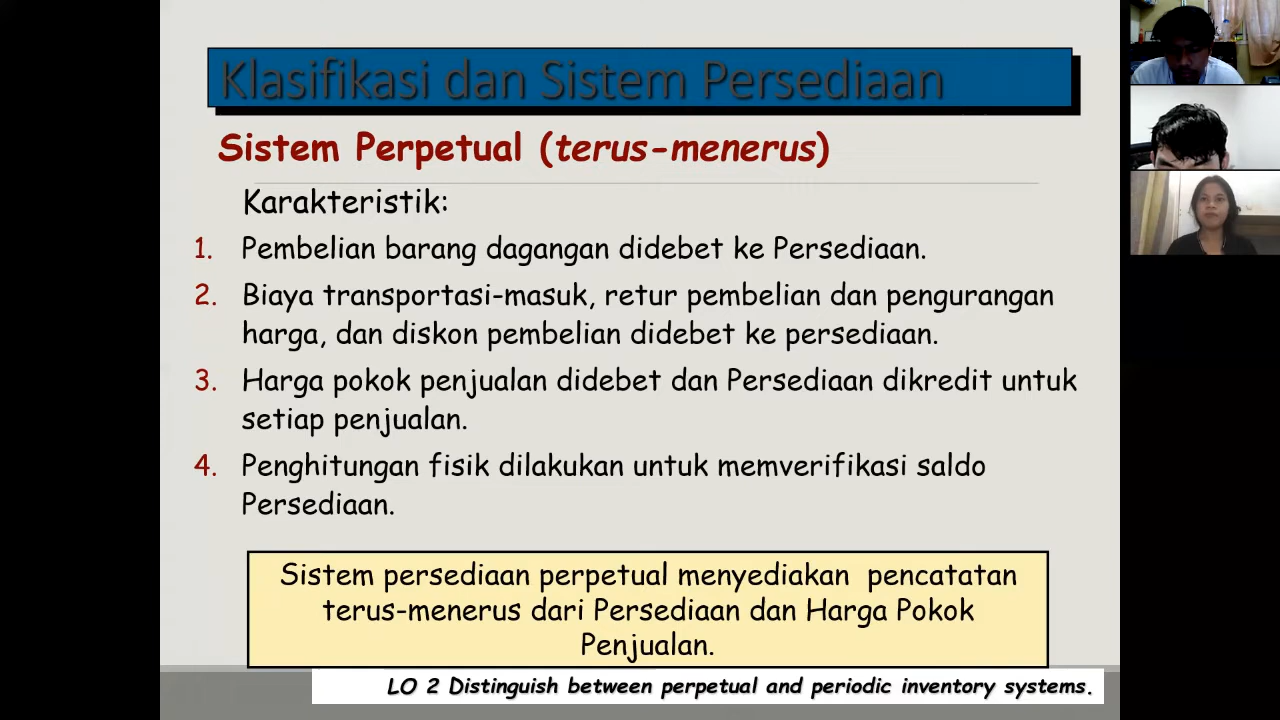 Klasifikasi dan Sistem Persediaan
Sistem Perpetual (terus-menerus)
Karakteristik:
1. Pembelian barang dagangan didebet ke Persediaan.
2. Biaya transportasi-masuk, retur pembelian dan pengurangan
harga, dan diskon pembelian didebet ke persediaan.
3. Harga pokok penjualan didebet dan Persediaan dikredit untuk
setiap penjualan.
4. Penghitungan fisik dilakukan untuk memverifikasi saldo
Persediaan.
Sistem persediaan perpetual menyediakan pencatatan
terus-menerus dari Persediaan dan Harga Pokok
Penjualan.
LO 2 Distinguish between perpetual and periodic inventory systems.